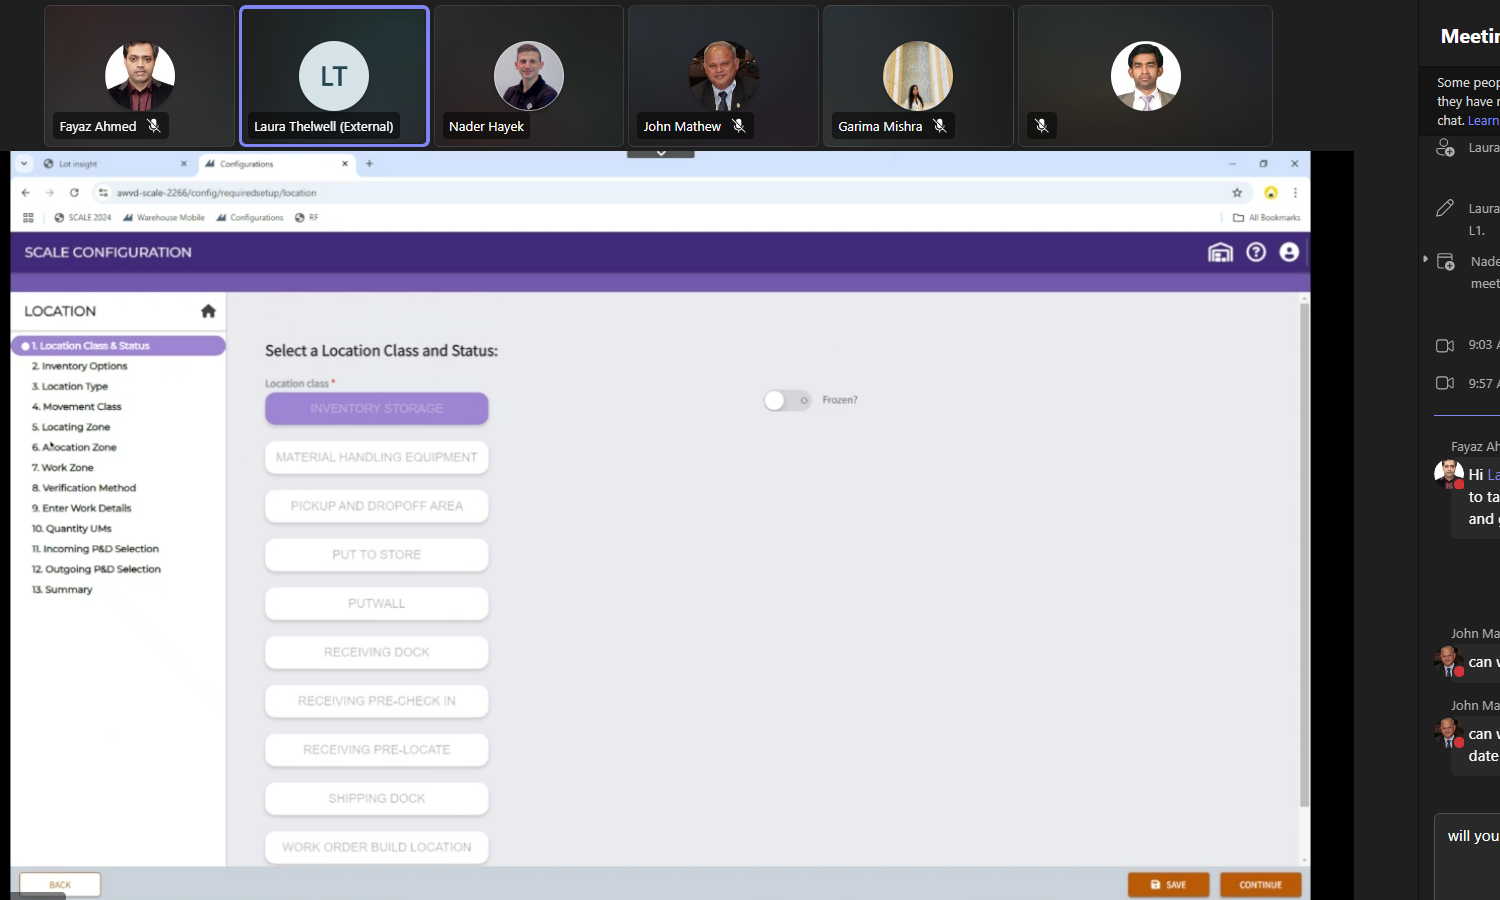 LT
Fayaz Ahmed
Laura Thelwell (External)
Nader Hayek
John Mathew
Garima Mishra
Lot insight
Configurations
awvd-scale-2266/config/requiredsetup/location
SCALE 2024
Warehouse Mobile
Configurations
RF
All Bookmarks
SCALE CONFIGURATION
LOCATION
1. Location Class & Status
2. Inventory Options
3. Location Type
4. Movement Class
5. Locating Zone
6. Allocation Zone
7. Work Zone
8. Verification Method
9. Enter Work Details
10. Quantity UMs
11. Incoming P&D Selection
12. Outgoing P&D Selection
13. Summary
Select a Location Class and Status:
Location class *
INVENTORY STORAGE
Frozen?
MATERIAL HANDLING EQUIPMENT
PICKUP AND DROPOFF AREA
PUT TO STORE
PUTWALL
RECEIVING DOCK
RECEIVING PRE-CHECK IN
RECEIVING PRE-LOCATE
SHIPPING DOCK
WORK ORDER BUILD LOCATION
BACK
SAVE
CONTINUE
Meetin
Some peop
they have r
chat. Learn
Laura
Laura
L1.
Nade
meet
9:03 A
9:57 A
Fayaz Ah
Hi La
to ta
and g
John Ma
can w
John Ma
can w
date
will you